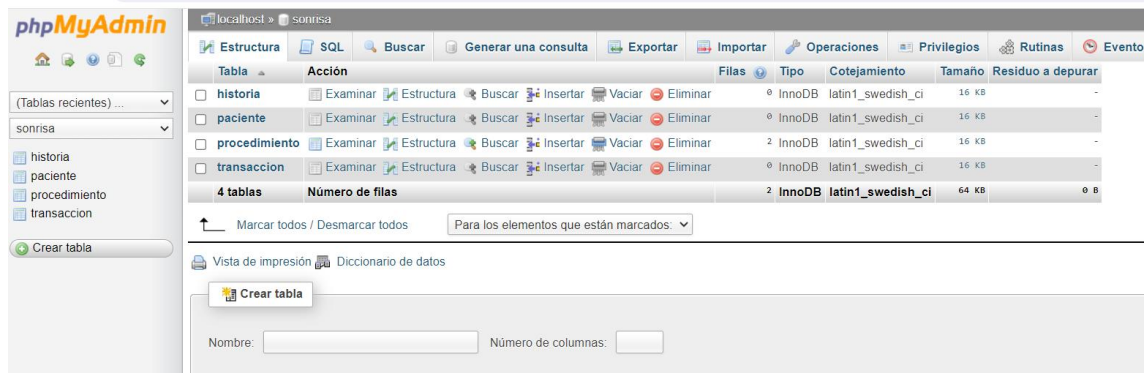 phpMyAdmin
(Tablas recientes) ...
sonrisa
historia
paciente
procedimiento
transaccion
Crear tabla
localhost » sonrisa
Estructura SQL Buscar Generar una consulta Exportar Importar Operaciones Privilegios Rutinas Evento
Tabla Acción Filas Tipo Cotejamiento Tamaño Residuo a depurar
historia Examinar Estructura Buscar Insertar Vaciar Eliminar 0 InnoDB latin1_swedish_ci 16 KB -
paciente Examinar Estructura Buscar Insertar Vaciar Eliminar 0 InnoDB latin1_swedish_ci 16 KB -
procedimiento Examinar Estructura Buscar Insertar Vaciar Eliminar 2 InnoDB latin1_swedish_ci 16 KB -
transaccion Examinar Estructura Buscar Insertar Vaciar Eliminar 0 InnoDB latin1_swedish_ci 16 KB -
4 tablas Número de filas 2 InnoDB latin1_swedish_ci 64 KB 0 B
Marcar todos / Desmarcar todos Para los elementos que están marcados:
Vista de impresión Diccionario de datos
Crear tabla
Nombre: Número de columnas: